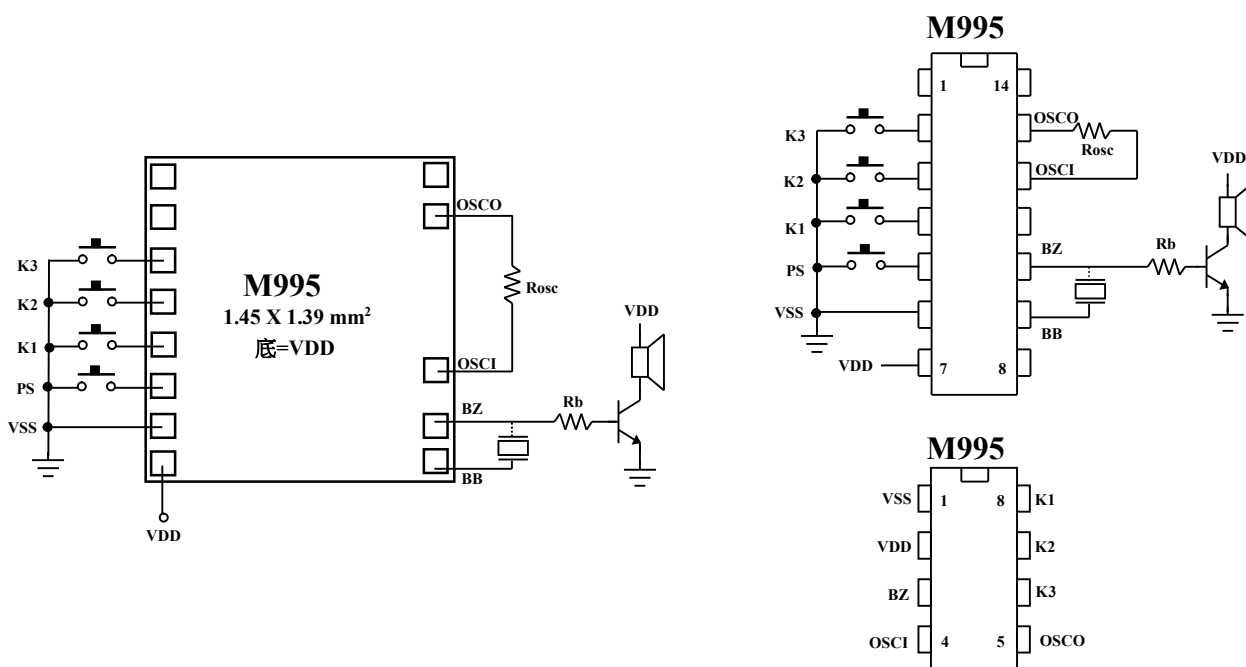 OSCO
K3
K2
K1
PS
VSS
M995
1.45 X 1.39 mm²
底=VDD
Rosc
OSCI
BZ
BB
Rb
VDD
VDD
M995
1
14
K3
K2
K1
PS
VSS
VDD
7
8
OSCO
Rosc
OSCI
BZ
BB
Rb
VDD
M995
VSS
1
8
K1
VDD
K2
BZ
K3
OSCI
4
5
OSCO